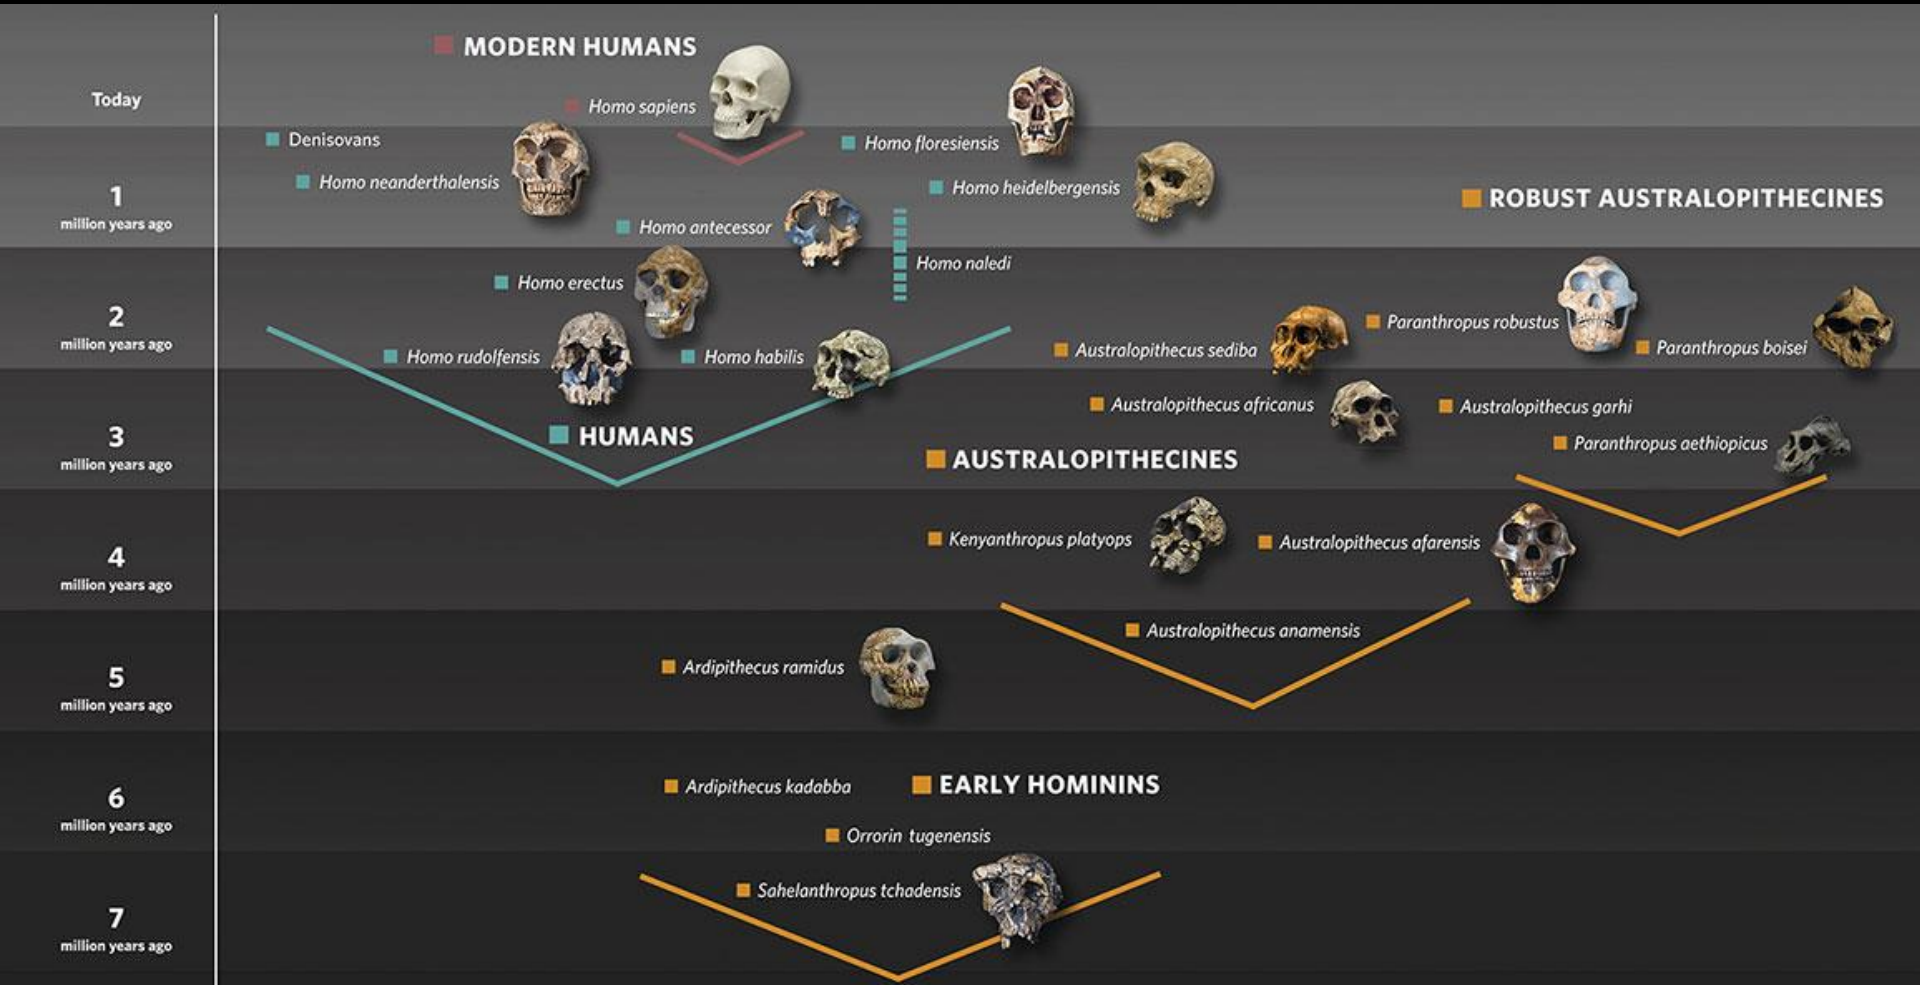 MODERN HUMANS
Today
Homo sapiens
Denisovans
Homo floresiensis
Homo neanderthalensis
Homo heidelbergensis
1
million years ago
ROBUST AUSTRALOPITHECINES
Homo antecessor
Homo naledi
Homo erectus
2
million years ago
Paranthropus robustus
Homo rudolfensis
Homo habilis
Australopithecus sediba
Paranthropus boisei
Australopithecus africanus
Australopithecus garhi
3
million years ago
HUMANS
Paranthropus aethiopicus
AUSTRALOPITHECINES
Kenyanthropus platyops
Australopithecus afarensis
4
million years ago
Australopithecus anamensis
Ardipithecus ramidus
5
million years ago
Ardipithecus kadabba
EARLY HOMININS
6
million years ago
Orrorin tugenensis
Sahelanthropus tchadensis
7
million years ago